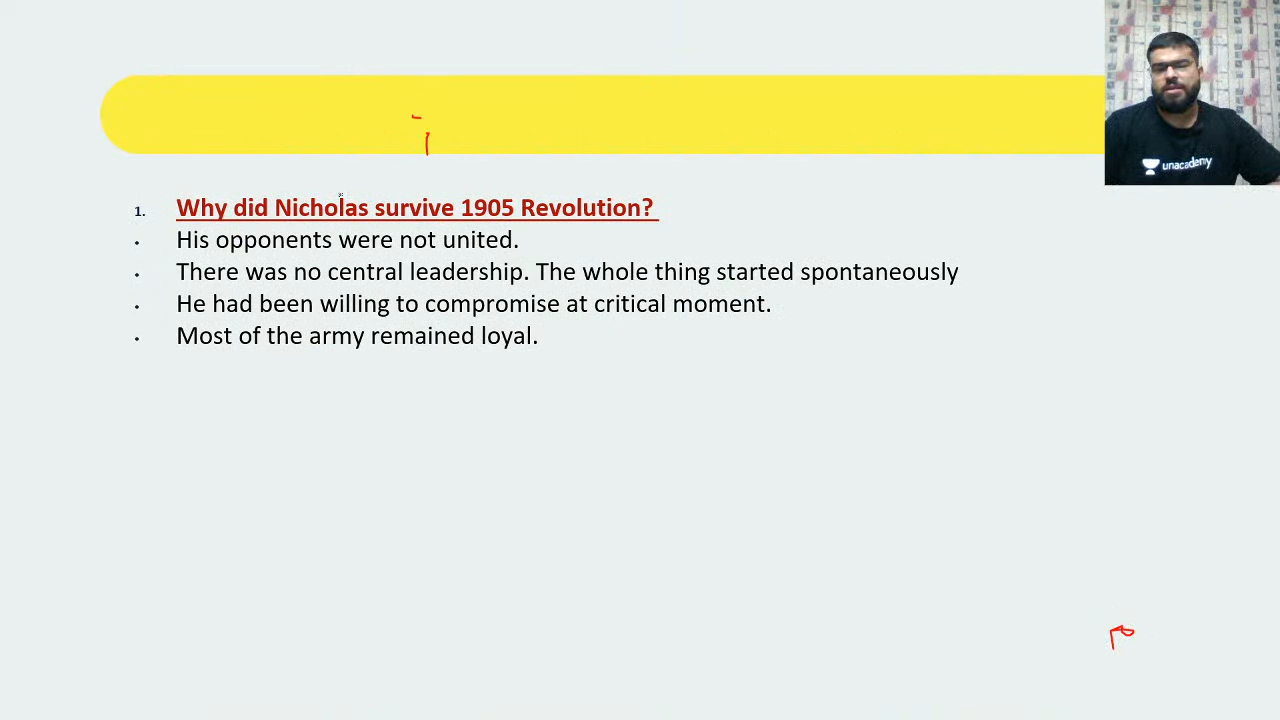 unacademy
1. Why did Nicholas survive 1905 Revolution?
• His opponents were not united.
• There was no central leadership. The whole thing started spontaneously
• He had been willing to compromise at critical moment.
• Most of the army remained loyal.